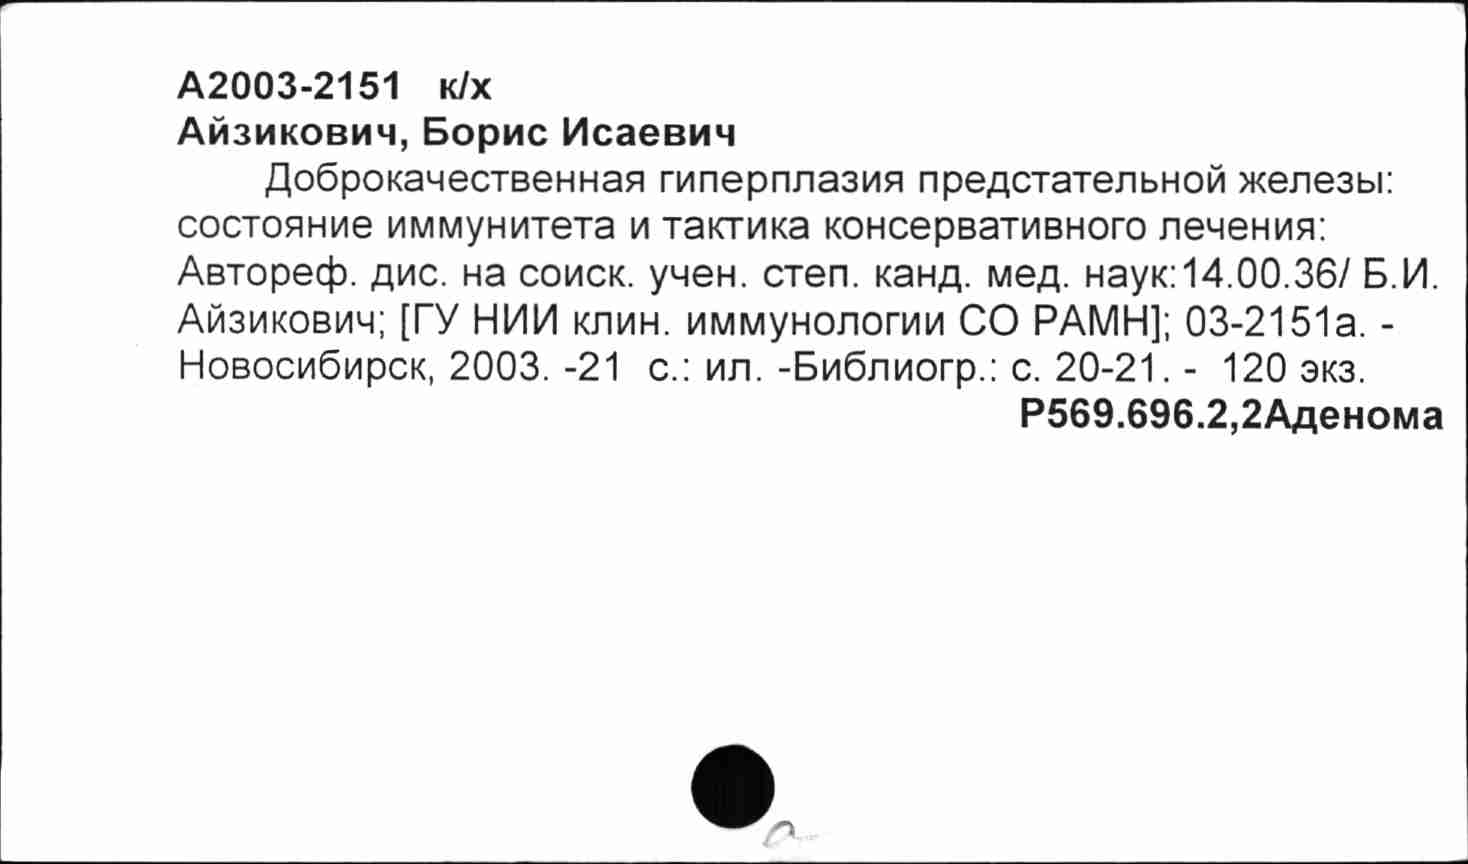 А2003-2151 к/х
Айзикович, Борис Исаевич
Доброкачественная гиперплазия предстательной железы:
состояние иммунитета и тактика консервативного лечения:
Автореф. дис. на соиск. учен. степ. канд. мед. наук:14.00.36/ Б.И.
Айзикович; [ГУ НИИ клин. иммунологии СО РАМН]; 03-2151а. -
Новосибирск, 2003. -21 с.: ил. -Библиогр.: с. 20-21. - 120 экз.
Р569.696.2,2Аденома